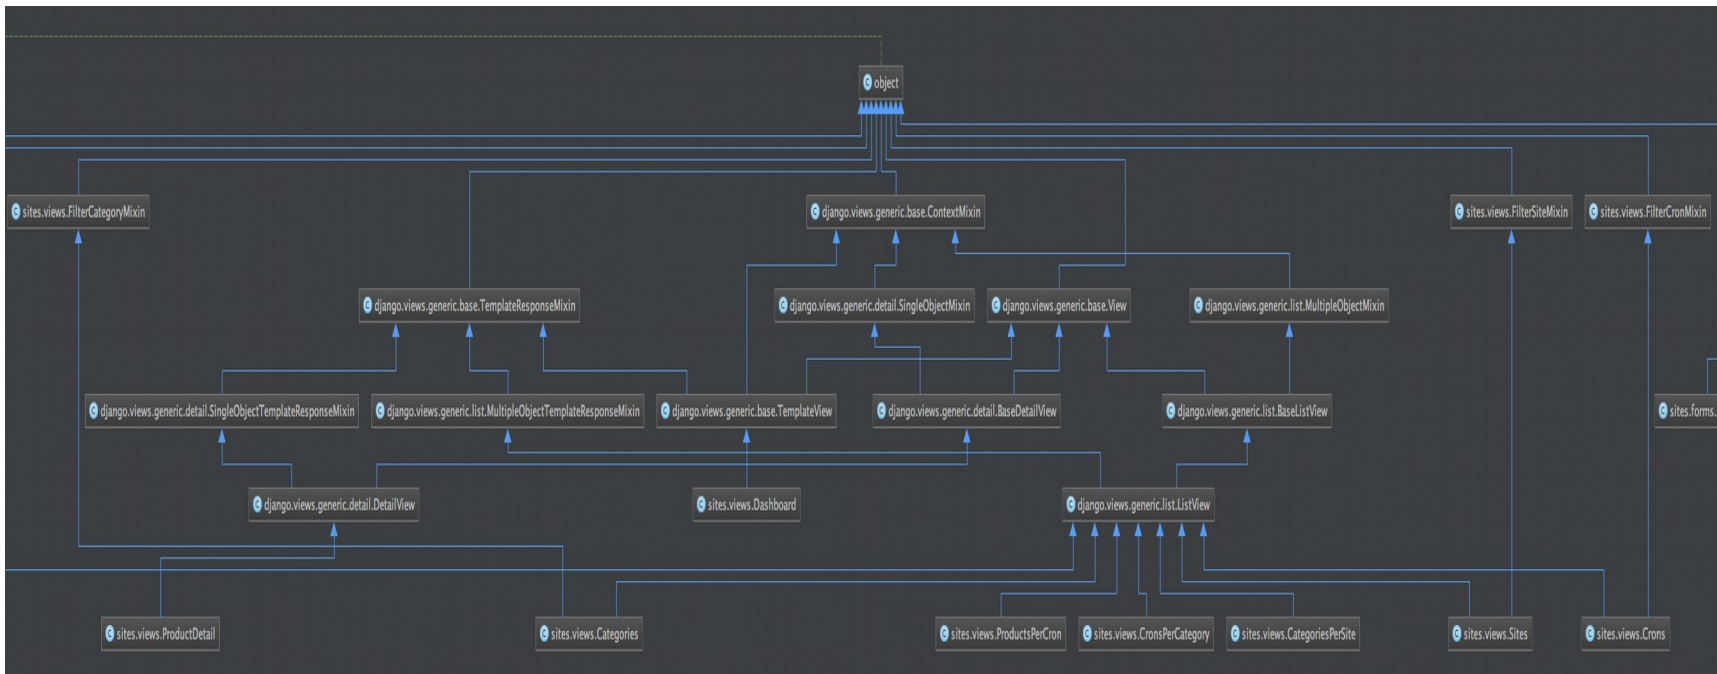 object
sites.views.FilterCategoryMixin
django.views.generic.base.ContextMixin
sites.views.FilterSiteMixin
sites.views.FilterCronMixin
django.views.generic.base.TemplateResponseMixin
django.views.generic.detail.SingleObjectMixin
django.views.generic.base.View
django.views.generic.list.MultipleObjectMixin
django.views.generic.detail.SingleObjectTemplateResponseMixin
django.views.generic.list.MultipleObjectTemplateResponseMixin
django.views.generic.base.TemplateView
django.views.generic.detail.BaseDetailView
django.views.generic.list.BaseListView
sites.forms.
django.views.generic.detail.DetailView
sites.views.Dashboard
django.views.generic.list.ListView
sites.views.ProductDetail
sites.views.Categories
sites.views.ProductsPerCron
sites.views.CronsPerCategory
sites.views.CategoriesPerSite
sites.views.Sites
sites.views.Crons